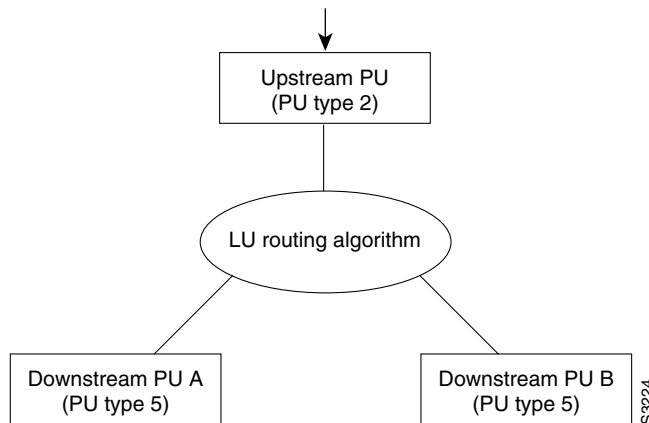 Upstream PU
(PU type 2)
LU routing algorithm
Downstream PU A
(PU type 5)
Downstream PU B
(PU type 5)
S3224